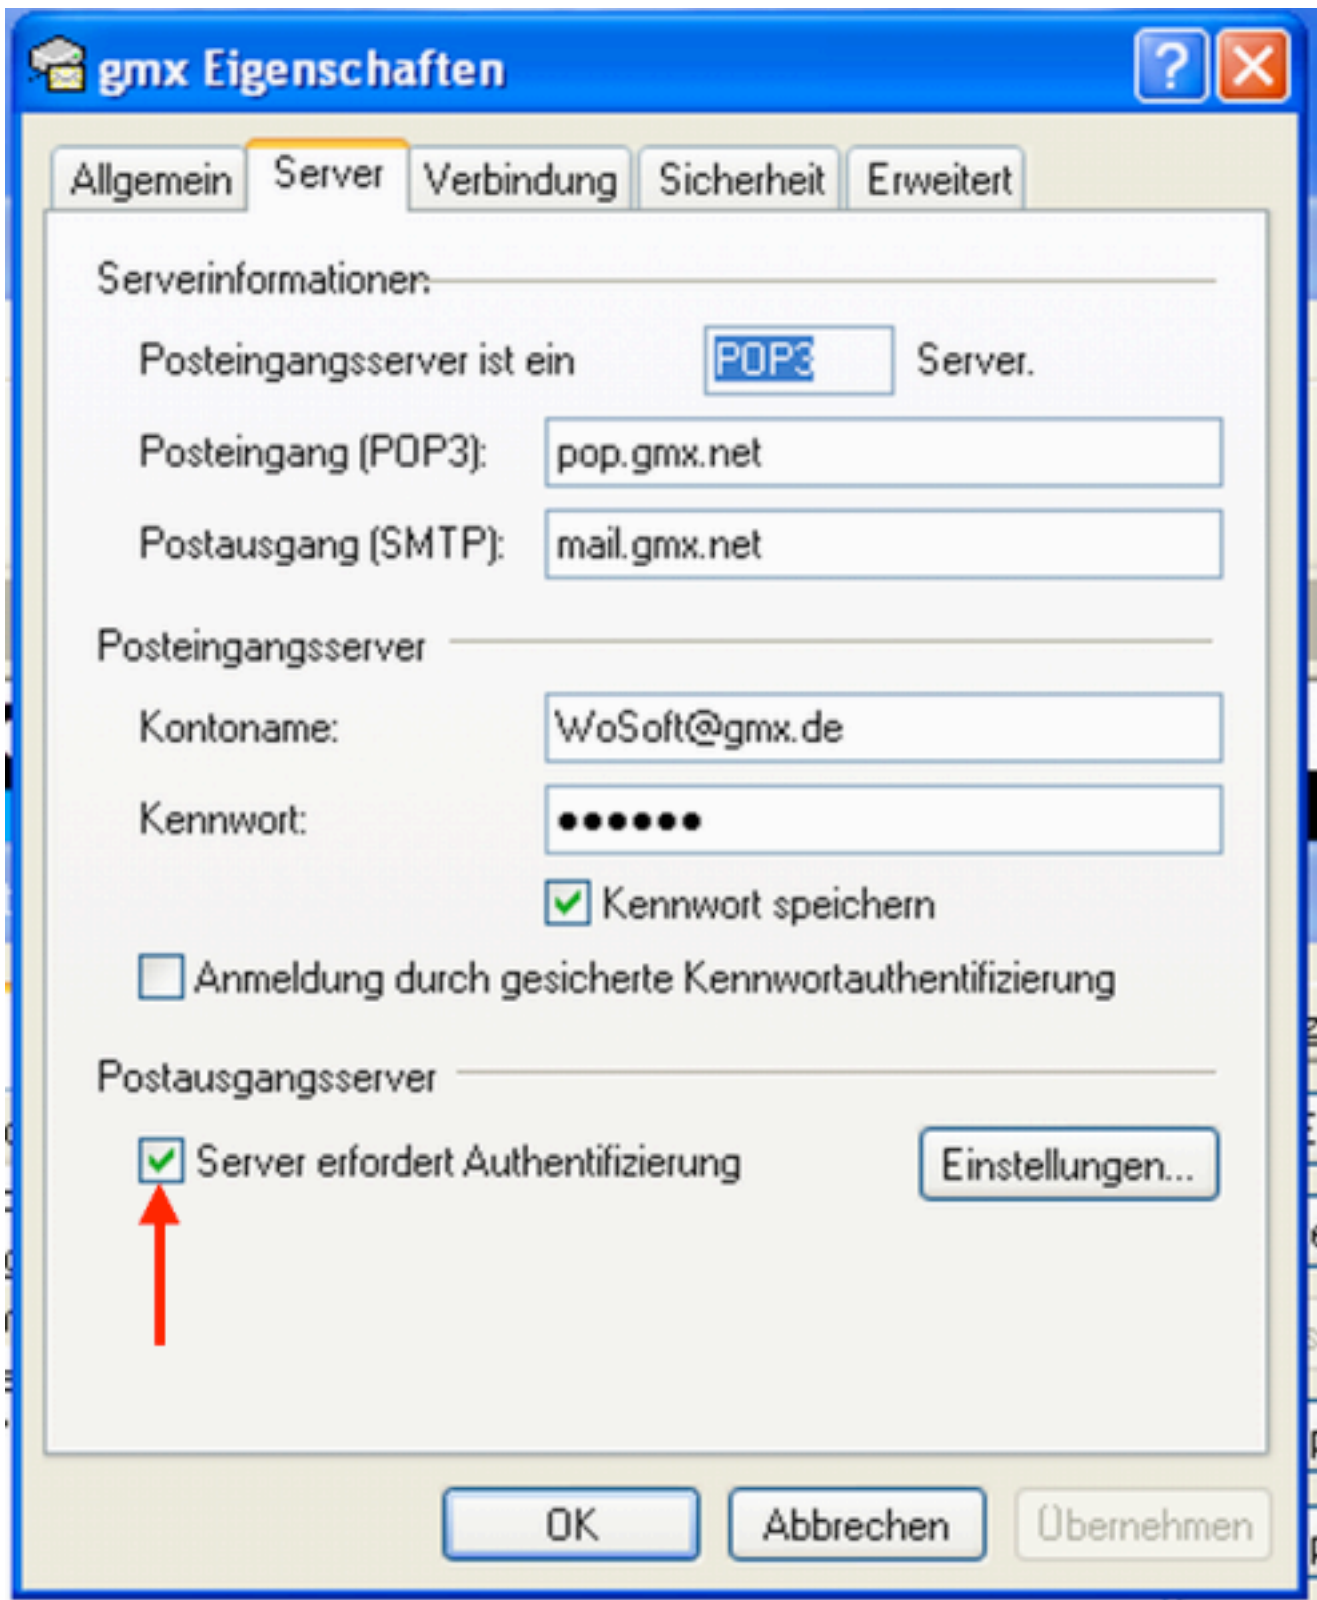 gmx Eigenschaften
?
Allgemein Server Verbindung Sicherheit Erweitert
Serverinformationen
Posteingangsserver ist ein POP3 Server.
Posteingang (POP3): pop.gmx.net
Postausgang (SMTP): mail.gmx.net
Posteingangsserver
Kontoname: WoSoft@gmx.de
Kennwort: ●●●●●●
Kennwort speichern
Anmeldung durch gesicherte Kennwortauthentifizierung
Postausgangsserver
Server erfordert Authentifizierung Einstellungen...
OK Abbrechen Übernehmen